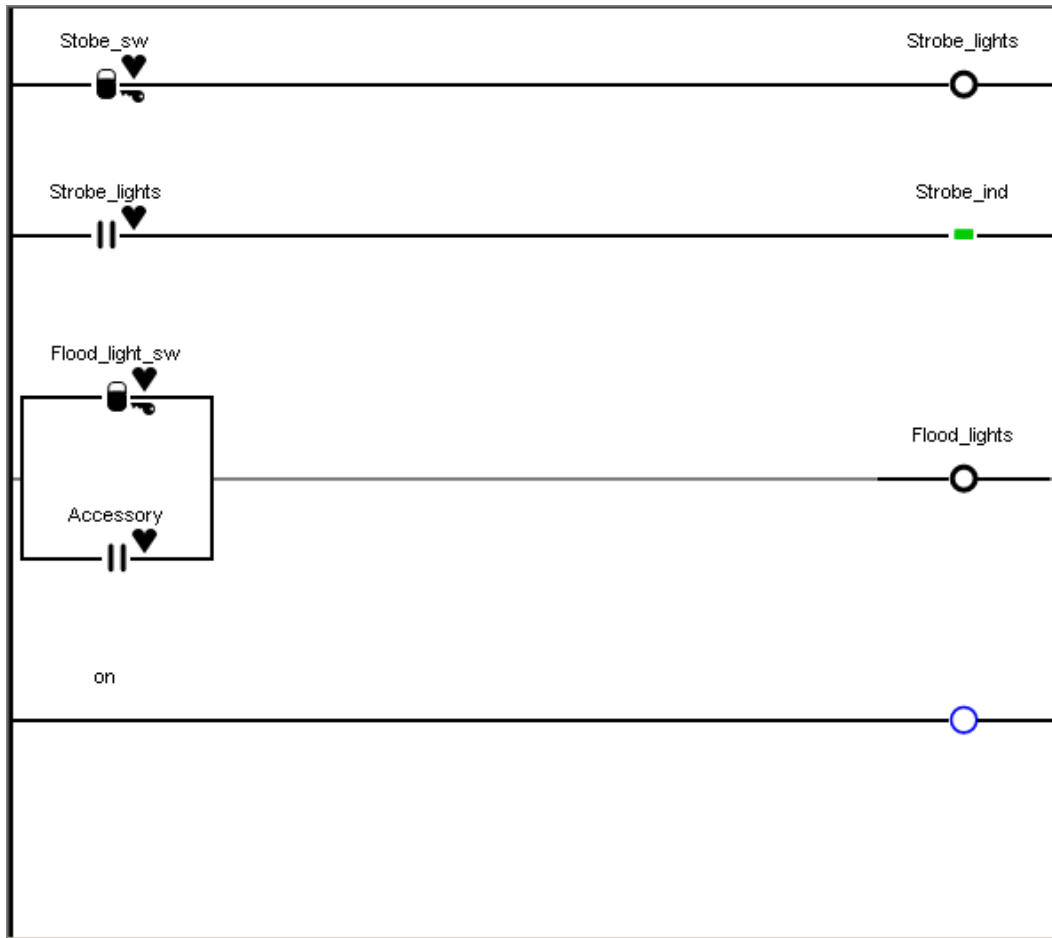 Stobe_sw
Strobe_lights
Strobe_lights
Strobe_ind
Flood_light_sw
Flood_lights
Accessory
on